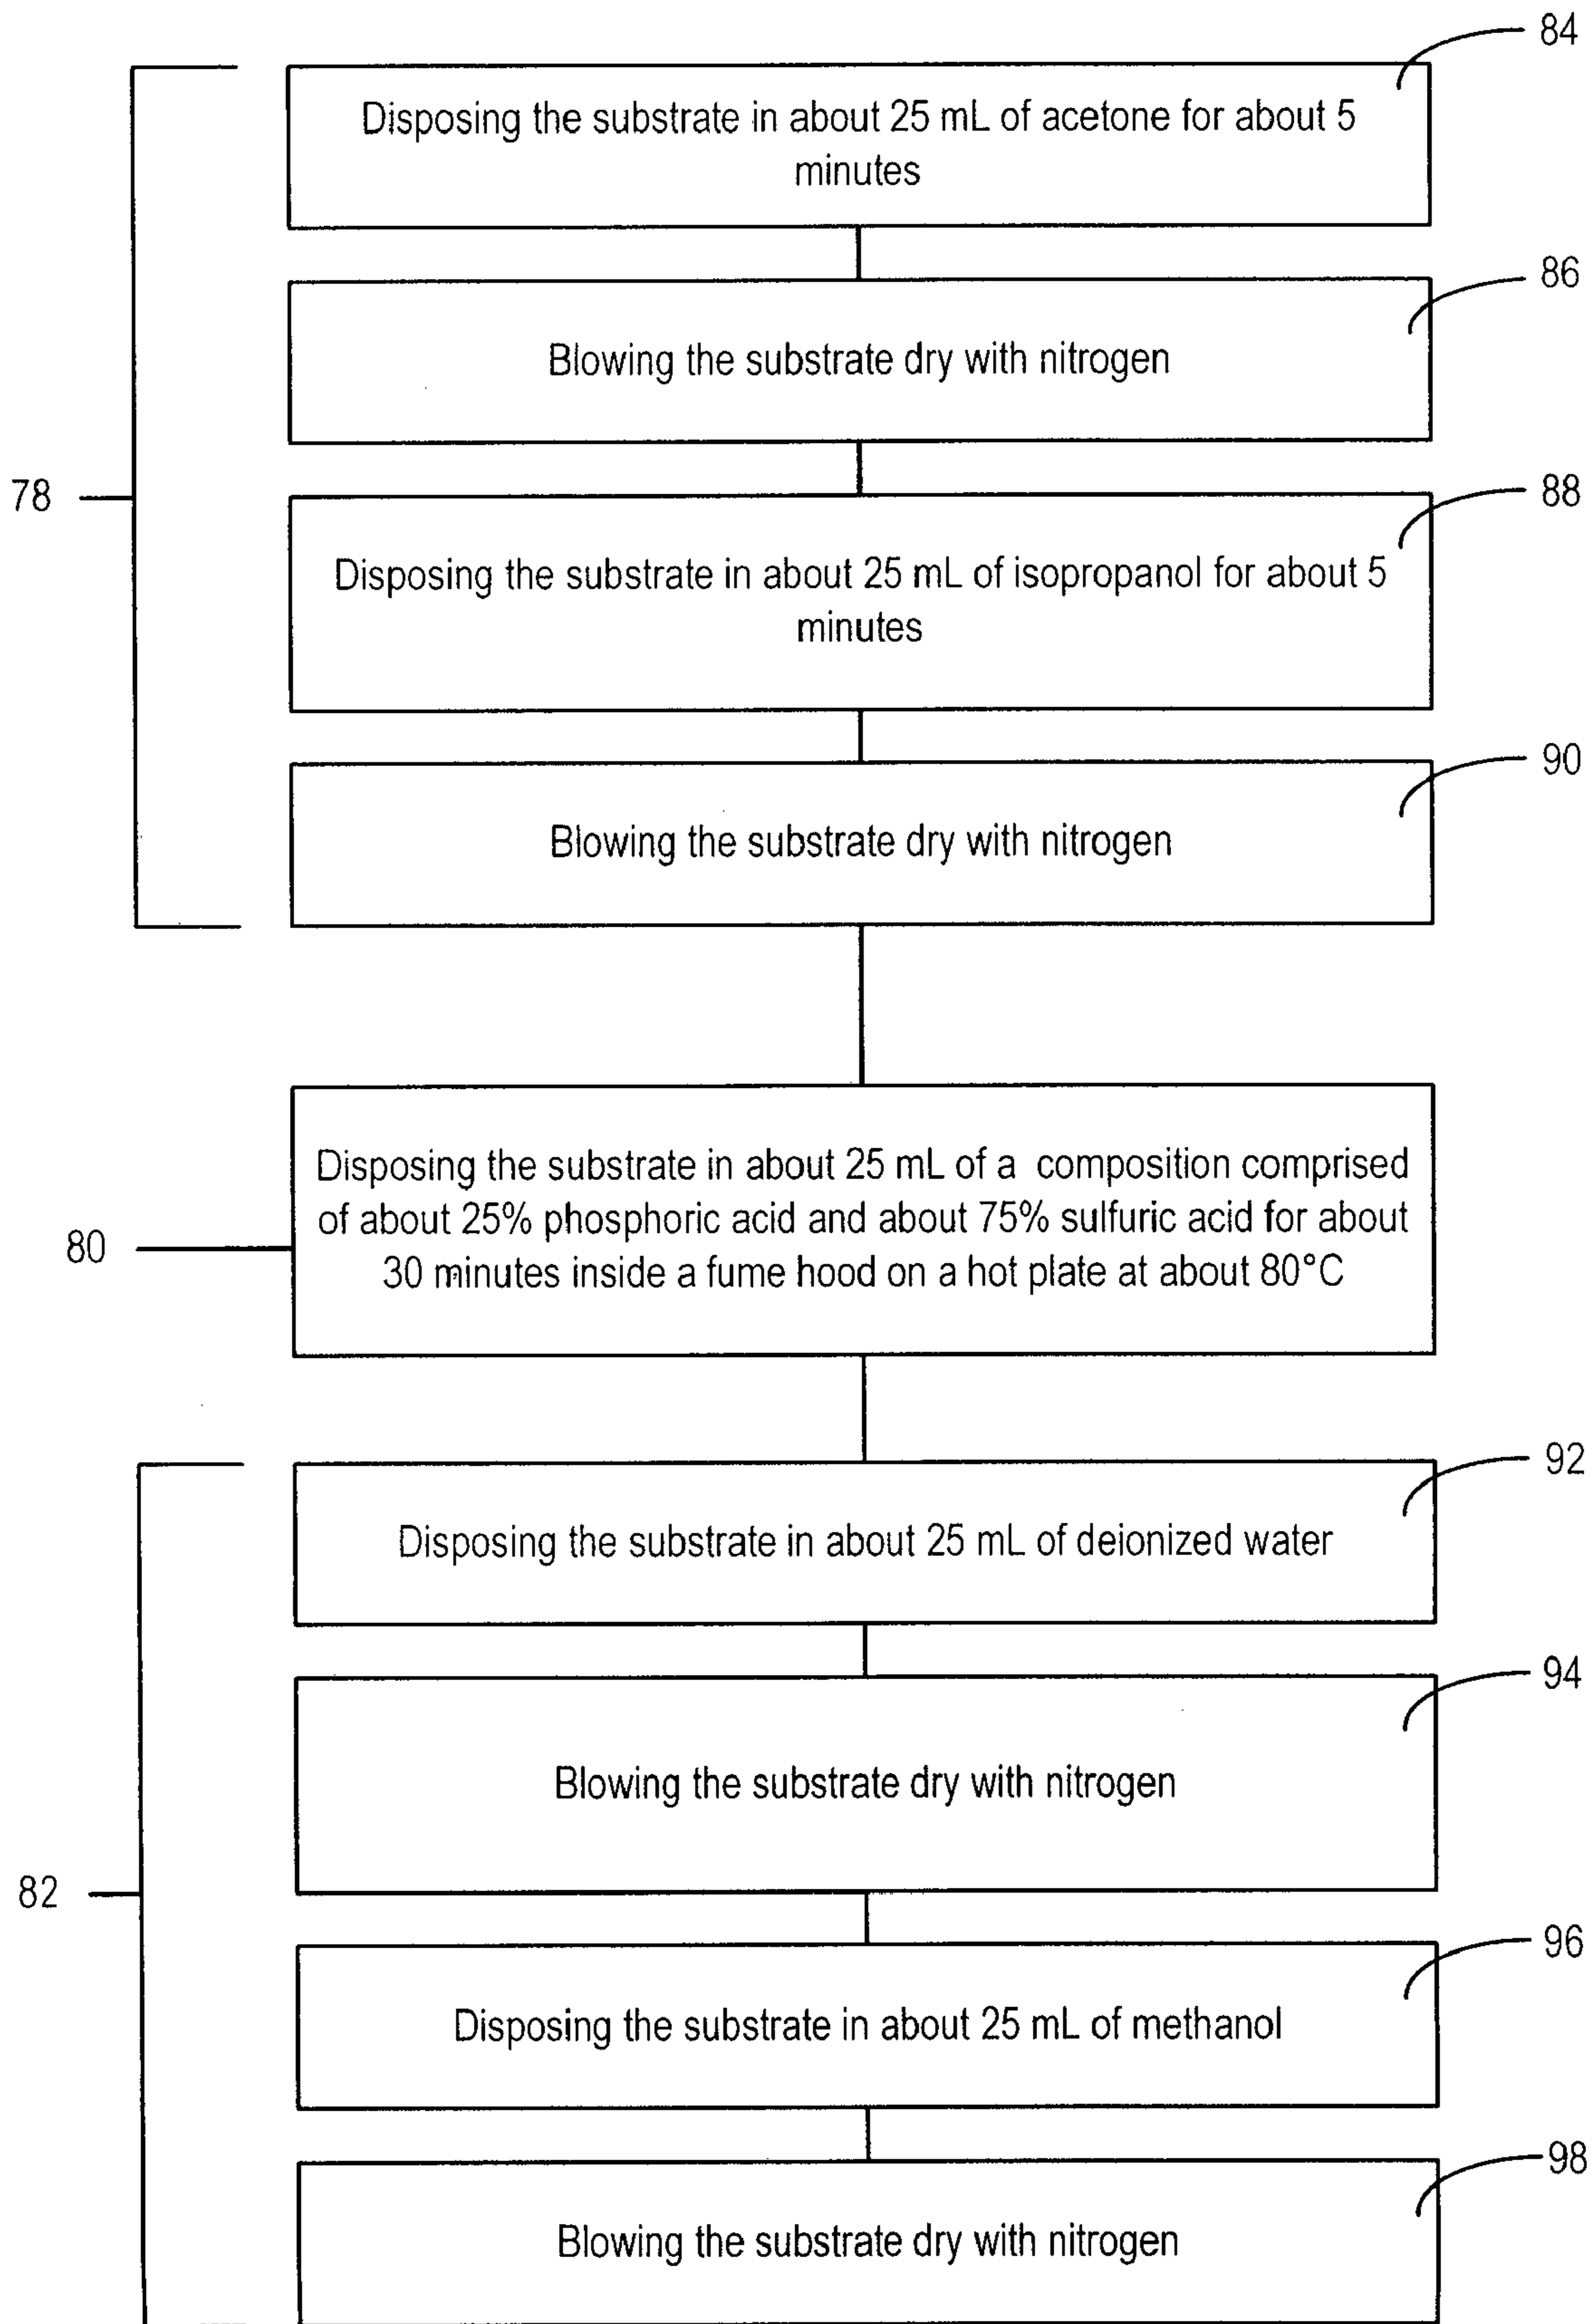 84
Disposing the substrate in about 25 mL of acetone for about 5
minutes
86
Blowing the substrate dry with nitrogen
78
88
Disposing the substrate in about 25 mL of isopropanol for about 5
minutes
90
Blowing the substrate dry with nitrogen
Disposing the substrate in about 25 mL of a composition comprised
of about 25% phosphoric acid and about 75% sulfuric acid for about
80
30 minutes inside a fume hood on a hot plate at about 80°C
92
Disposing the substrate in about 25 mL of deionized water
94
Blowing the substrate dry with nitrogen
82
96
Disposing the substrate in about 25 mL of methanol
98
Blowing the substrate dry with nitrogen